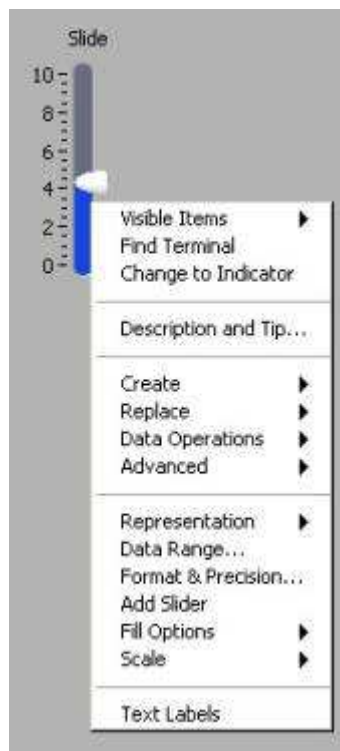 Slide
10
8
6
4
2
0
Visible Items
Find Terminal
Change to Indicator
Description and Tip...
Create
Replace
Data Operations
Advanced
Representation
Data Range...
Format & Precision...
Add Slider
Fill Options
Scale
Text Labels